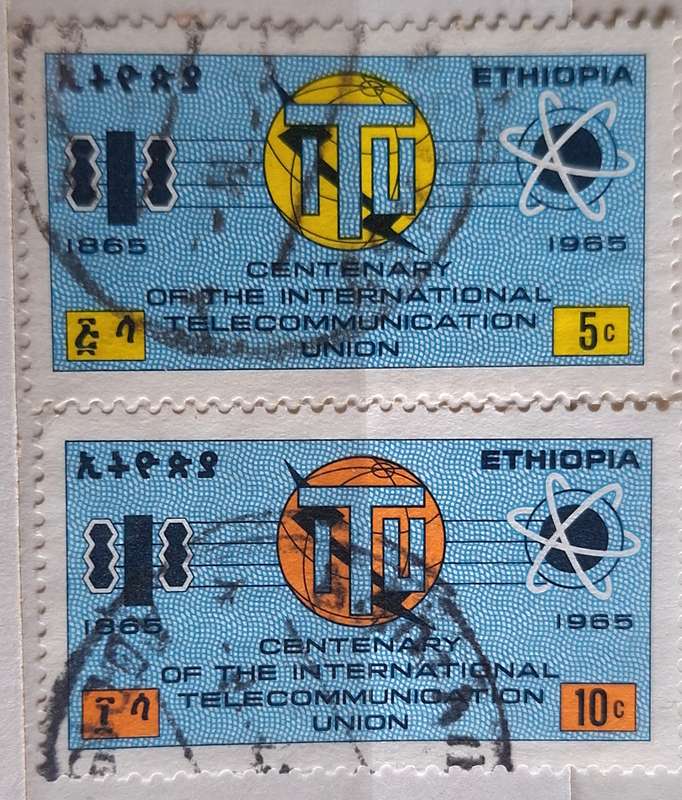 ኢትዮጵያ
ETHIOPIA
ITU
1865
1965
CENTENARY
OF THE INTERNATIONAL
TELECOMMUNICATION
UNION
፭ ሳ
5c
ኢትዮጵያ
ETHIOPIA
ITU
1865
1965
CENTENARY
OF THE INTERNATIONAL
TELECOMMUNICATION
UNION
፲ ሳ
10c